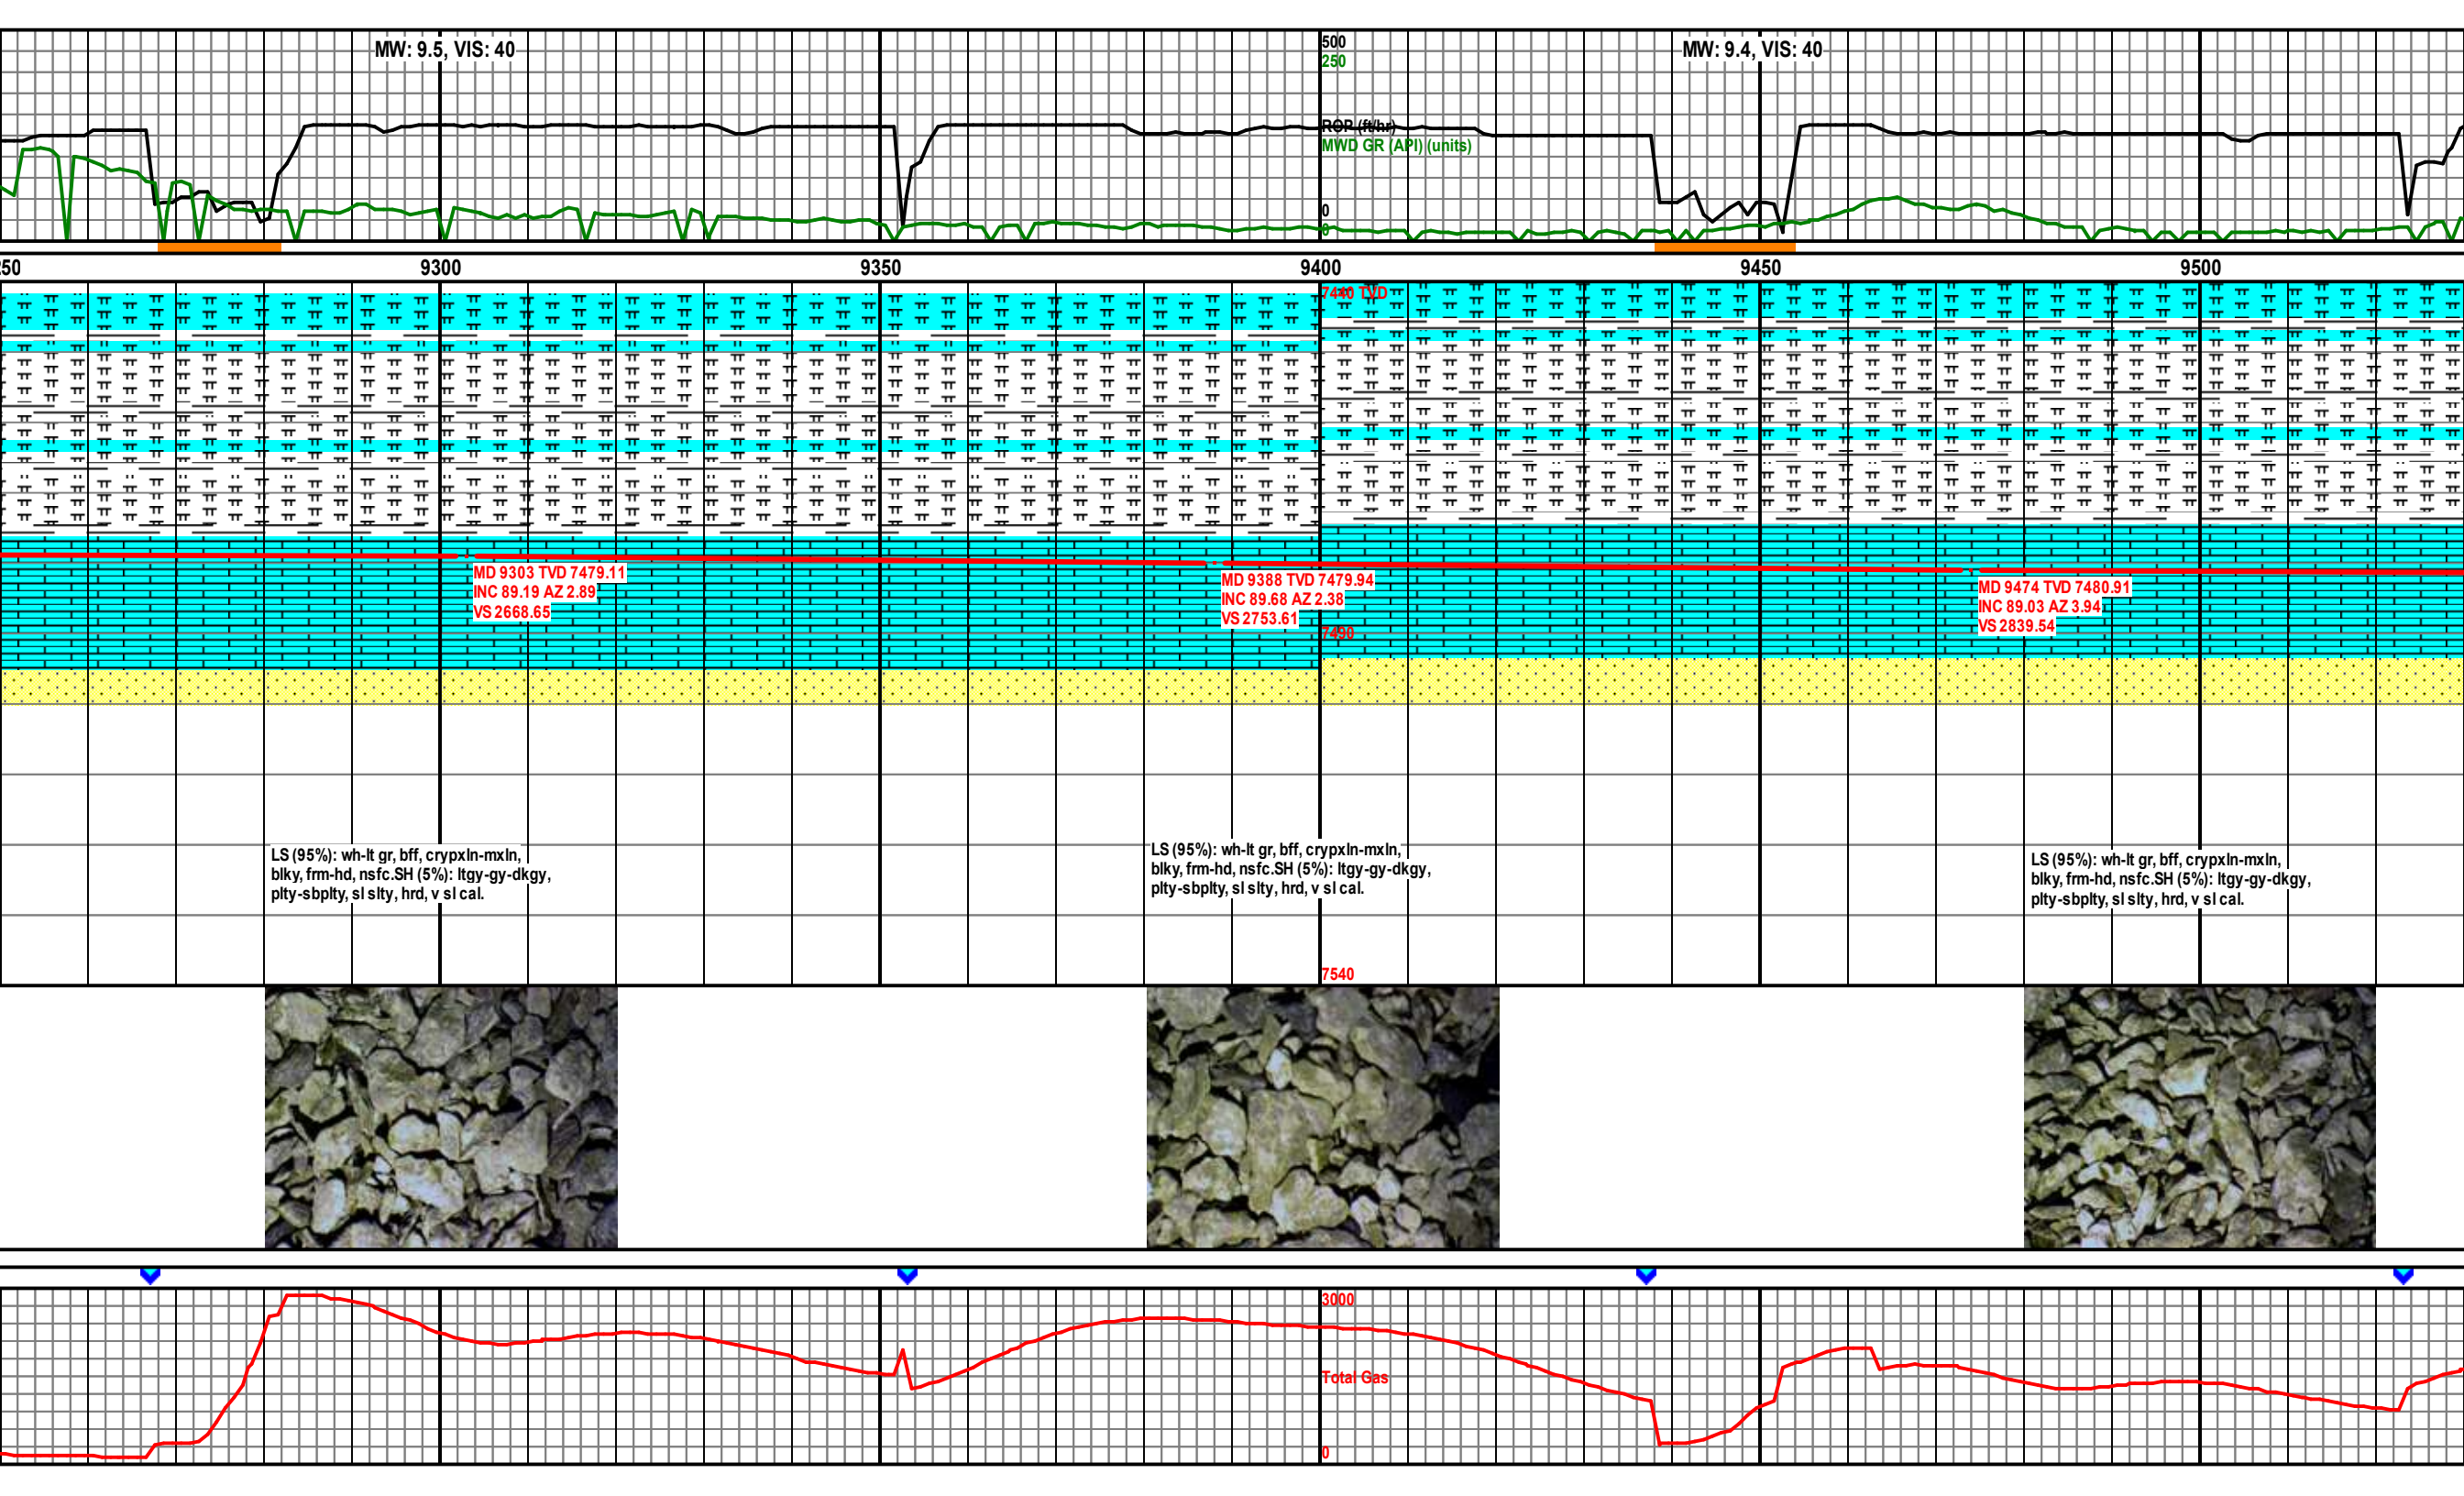 MW: 9.5, VIS: 40
500
250
MW: 9.4, VIS: 40
ROP (ft/hr)
MWD GR (API) (units)
0
0
50
9300
9350
9400
9450
9500
7440 TVD
MD 9303 TVD 7479.11
INC 89.19 AZ 2.89
VS 2668.65
MD 9388 TVD 7479.94
INC 89.68 AZ 2.38
VS 2753.61
MD 9474 TVD 7480.91
INC 89.03 AZ 3.94
VS 2839.54
7490
LS (95%): wh-lt gr, bff, crypxln-mxln,
blky, frm-hd, nsfc.SH (5%): ltgy-gy-dkgy,
plty-sbplty, sl slty, hrd, v sl cal.
LS (95%): wh-lt gr, bff, crypxln-mxln,
blky, frm-hd, nsfc.SH (5%): ltgy-gy-dkgy,
plty-sbplty, sl slty, hrd, v sl cal.
LS (95%): wh-lt gr, bff, crypxln-mxln,
blky, frm-hd, nsfc.SH (5%): ltgy-gy-dkgy,
plty-sbplty, sl slty, hrd, v sl cal.
7540
3000
Total Gas
0